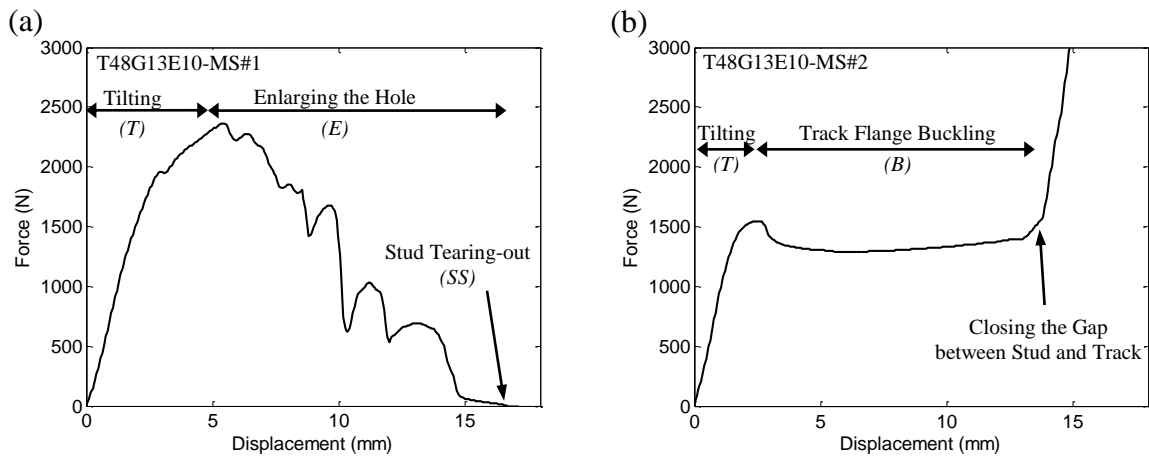 (a)
3000
2500
2000
1500
1000
500
0
Force (N)
T48G13E10-MS#1
Tilting
(T)
Enlarging the Hole
(E)
Stud Tearing-out
(SS)
0
5
10
15
Displacement (mm)
(b)
3000
2500
2000
1500
1000
500
0
Force (N)
T48G13E10-MS#2
Tilting
(T)
Track Flange Buckling
(B)
Closing the Gap
between Stud and Track
0
5
10
15
Displacement (mm)